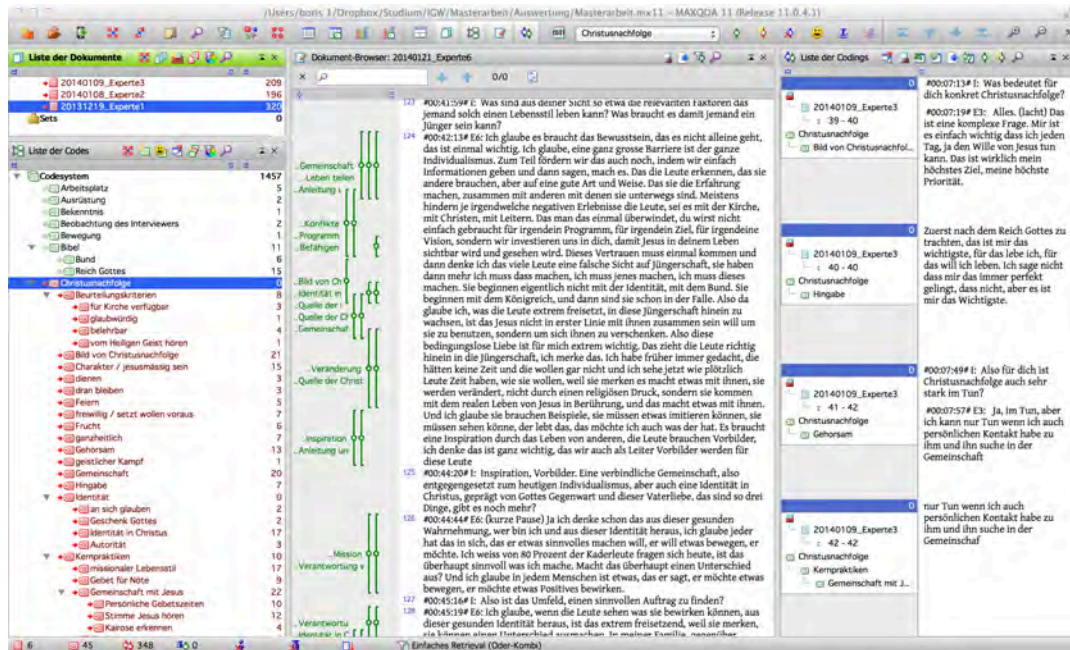 /Users/boris 1/Dropbox/Studium/IGW/Masterarbeit/Auswertung/Masterarbeit.mx11 – MAXQDA 11 (Release 11.0.4.1)
Christusnachfolge
Liste der Dokumente
20140109_Experte3 209
20140108_Experte2 196
20131219_Experte1 320
Sets 0
Liste der Codes
Codesystem 1457
Arbeitsplatz 5
Ausrüstung 2
Bekenntnis 1
Beobachtung des Interviewers 2
Bewegung 1
Bibel 11
Bund 6
Reich Gottes 15
Christusnachfolge 0
Beurteilungskriterien 8
für Kirche verfügbar 3
glaubwürdig 1
belehrbar 4
vom Heiligen Geist hören 1
Bild von Christusnachfolge 21
Charakter / jesusmässig sein 15
dienen 3
dran bleiben 3
Feiern 5
freiwillig / setzt wollen voraus 7
Frucht 6
ganzheitlich 7
Gehorsam 13
geistlicher Kampf 1
Gemeinschaft 20
Hingabe 7
Identität 0
an sich glauben 2
Geschenk Gottes 2
Identität in Christus 17
Autorität 3
Kernpraktiken 10
missionaler Lebensstil 17
Gebet für Nöte 9
Gemeinschaft mit Jesus 22
Persönliche Gebetszeiten 10
Stimme Jesus hören 12
Kairose erkennen 4
Dokument-Browser: 20140121_Experte6
0/0
..Gemeinschaft
...Leben teilen
..Anleitung u
...Konflikte
..Programm
..Befähigen
..Bild von Ch
Identität in
..Quelle der
..Quelle der Ch
Gemeinschaf
...Veränderung
..Quelle der Christ
...Inspiration
..Anleitung un
...Mission
..Verantwortung v
..Verantwortu
Identität in C
123 #00:41:59# I: Was sind aus deiner Sicht so etwa die relevanten Faktoren das
jemand solch einen Lebensstil leben kann? Was braucht es damit jemand ein
Jünger sein kann?
124 #00:42:13# E6: Ich glaube es braucht das Bewusstsein, das es nicht alleine geht,
das ist einmal wichtig. Ich glaube, eine ganz grosse Barriere ist der ganze
Individualismus. Zum Teil fördern wir das auch noch, indem wir einfach
Informationen geben und dann sagen, mach es. Das die Leute erkennen, das sie
andere brauchen, aber auf eine gute Art und Weise. Das sie die Erfahrung
machen, zusammen mit anderen mit denen sie unterwegs sind. Meistens
hindern je irgendwelche negativen Erlebnisse die Leute, sei es mit der Kirche,
mit Christen, mit Leitern. Das man das einmal überwindet, du wirst nicht
einfach gebraucht für irgendein Programm, für irgendein Ziel, für irgendeine
Vision, sondern wir investieren uns in dich, damit Jesus in deinem Leben
sichtbar wird und gesehen wird. Dieses Vertrauen muss einmal kommen und
dann denke ich das viele Leute eine falsche Sicht auf Jüngerschaft, sie haben
dann mehr ich muss dass machen, ich muss jenes machen, ich muss dieses
machen. Sie beginnen eigentlich nicht mit der Identität, mit dem Bund. Sie
beginnen mit dem Königreich, und dann sind sie schon in der Falle. Also da
glaube ich, was die Leute extrem freisetzt, in diese Jüngerschaft hinein zu
wachsen, ist das Jesus nicht in erster Linie mit ihnen zusammen sein will um
sie zu benutzen, sondern um sich ihnen zu verschenken. Also diese
bedingungslose Liebe ist für mich extrem wichtig. Das zieht die Leute richtig
hinein in die Jüngerschaft, ich merke das. Ich habe früher immer gedacht, die
hätten keine Zeit und die wollen gar nicht und ich sehe jetzt wie plötzlich
Leute Zeit haben, wie sie wollen, weil sie merken es macht etwas mit ihnen, sie
werden verändert, nicht durch einen religiösen Druck, sondern sie kommen
mit dem realen Leben von Jesus in Berührung, und das macht etwas mit ihnen.
Und ich glaube sie brauchen Beispiele, sie müssen etwas imitieren können, sie
müssen sehen könne, der lebt das, das möchte ich auch was der hat. Es braucht
eine Inspiration durch das Leben von anderen, die Leute brauchen Vorbilder,
ich denke das ist ganz wichtig, das wir auch als Leiter Vorbilder werden für
diese Leute
125 #00:44:20# I: Inspiration, Vorbilder. Eine verbindliche Gemeinschaft, also
entgegengesetzt zum heutigen Individualismus, aber auch eine Identität in
Christus, geprägt von Gottes Gegenwart und dieser Vaterliebe, das sind so drei
Dinge, gibt es noch mehr?
126 #00:44:44# E6: (kurze Pause) Ja ich denke schon das aus dieser gesunden
Wahrnehmung, wer bin ich und aus dieser Identität heraus, ich glaube jeder
hat das in sich, das er etwas sinnvolles machen will, er will etwas bewegen, er
möchte. Ich weiss von 80 Prozent der Kaderleute fragen sich heute, ist das
überhaupt sinnvoll was ich mache. Macht das überhaupt einen Unterschied
aus? Und ich glaube in jedem Menschen ist etwas, das er sagt, er möchte etwas
bewegen, er möchte etwas Positives bewirken.
127 #00:45:16# I: Also ist das Umfeld, einen sinnvollen Auftrag zu finden?
128 #00:45:19# E6: Ich glaube, wenn die Leute sehen was sie bewirken können, aus
dieser gesunden Identität heraus, ist das extrem freisetzend, weil sie merken,
sie können einen Unterschied ausmachen. In meiner Familie, gegenüber
Liste der Codings
0
20140109_Experte3
: 39 - 40
Christusnachfolge
Bild von Christusnachfol...
#00:07:13# I: Was bedeutet für
dich konkret Christusnachfolge?
#00:07:19# E3: Alles. (lacht) Das
ist eine komplexe Frage. Mir ist
es einfach wichtig dass ich jeden
Tag, ja den Willen von Jesus tun
kann. Das ist wirklich mein
höchstes Ziel, meine höchste
Priorität.
0
20140109_Experte3
: 40 - 40
Christusnachfolge
Hingabe
Zuerst nach dem Reich Gottes zu
trachten, das ist mir das
wichtigste, für das lebe ich, für
das will ich leben. Ich sage nicht
dass mir das immer perfekt
gelingt, dass nicht, aber es ist
mir das Wichtigste.
0
20140109_Experte3
: 41 - 42
Christusnachfolge
Gehorsam
#00:07:49# I: Also für dich ist
Christusnachfolge auch sehr
stark im Tun?
#00:07:57# E3: Ja, im Tun, aber
ich kann nur Tun wenn ich auch
persönlichen Kontakt habe zu
ihm und ihn suche in der
Gemeinschaft
0
20140109_Experte3
: 42 - 42
Christusnachfolge
Kernpraktiken
Gemeinschaft mit J...
nur Tun wenn ich auch
persönlichen Kontakt habe zu
ihm und ihn suche in der
Gemeinschaf
6 45 348 0 Einfaches Retrieval (Oder-Kombi)